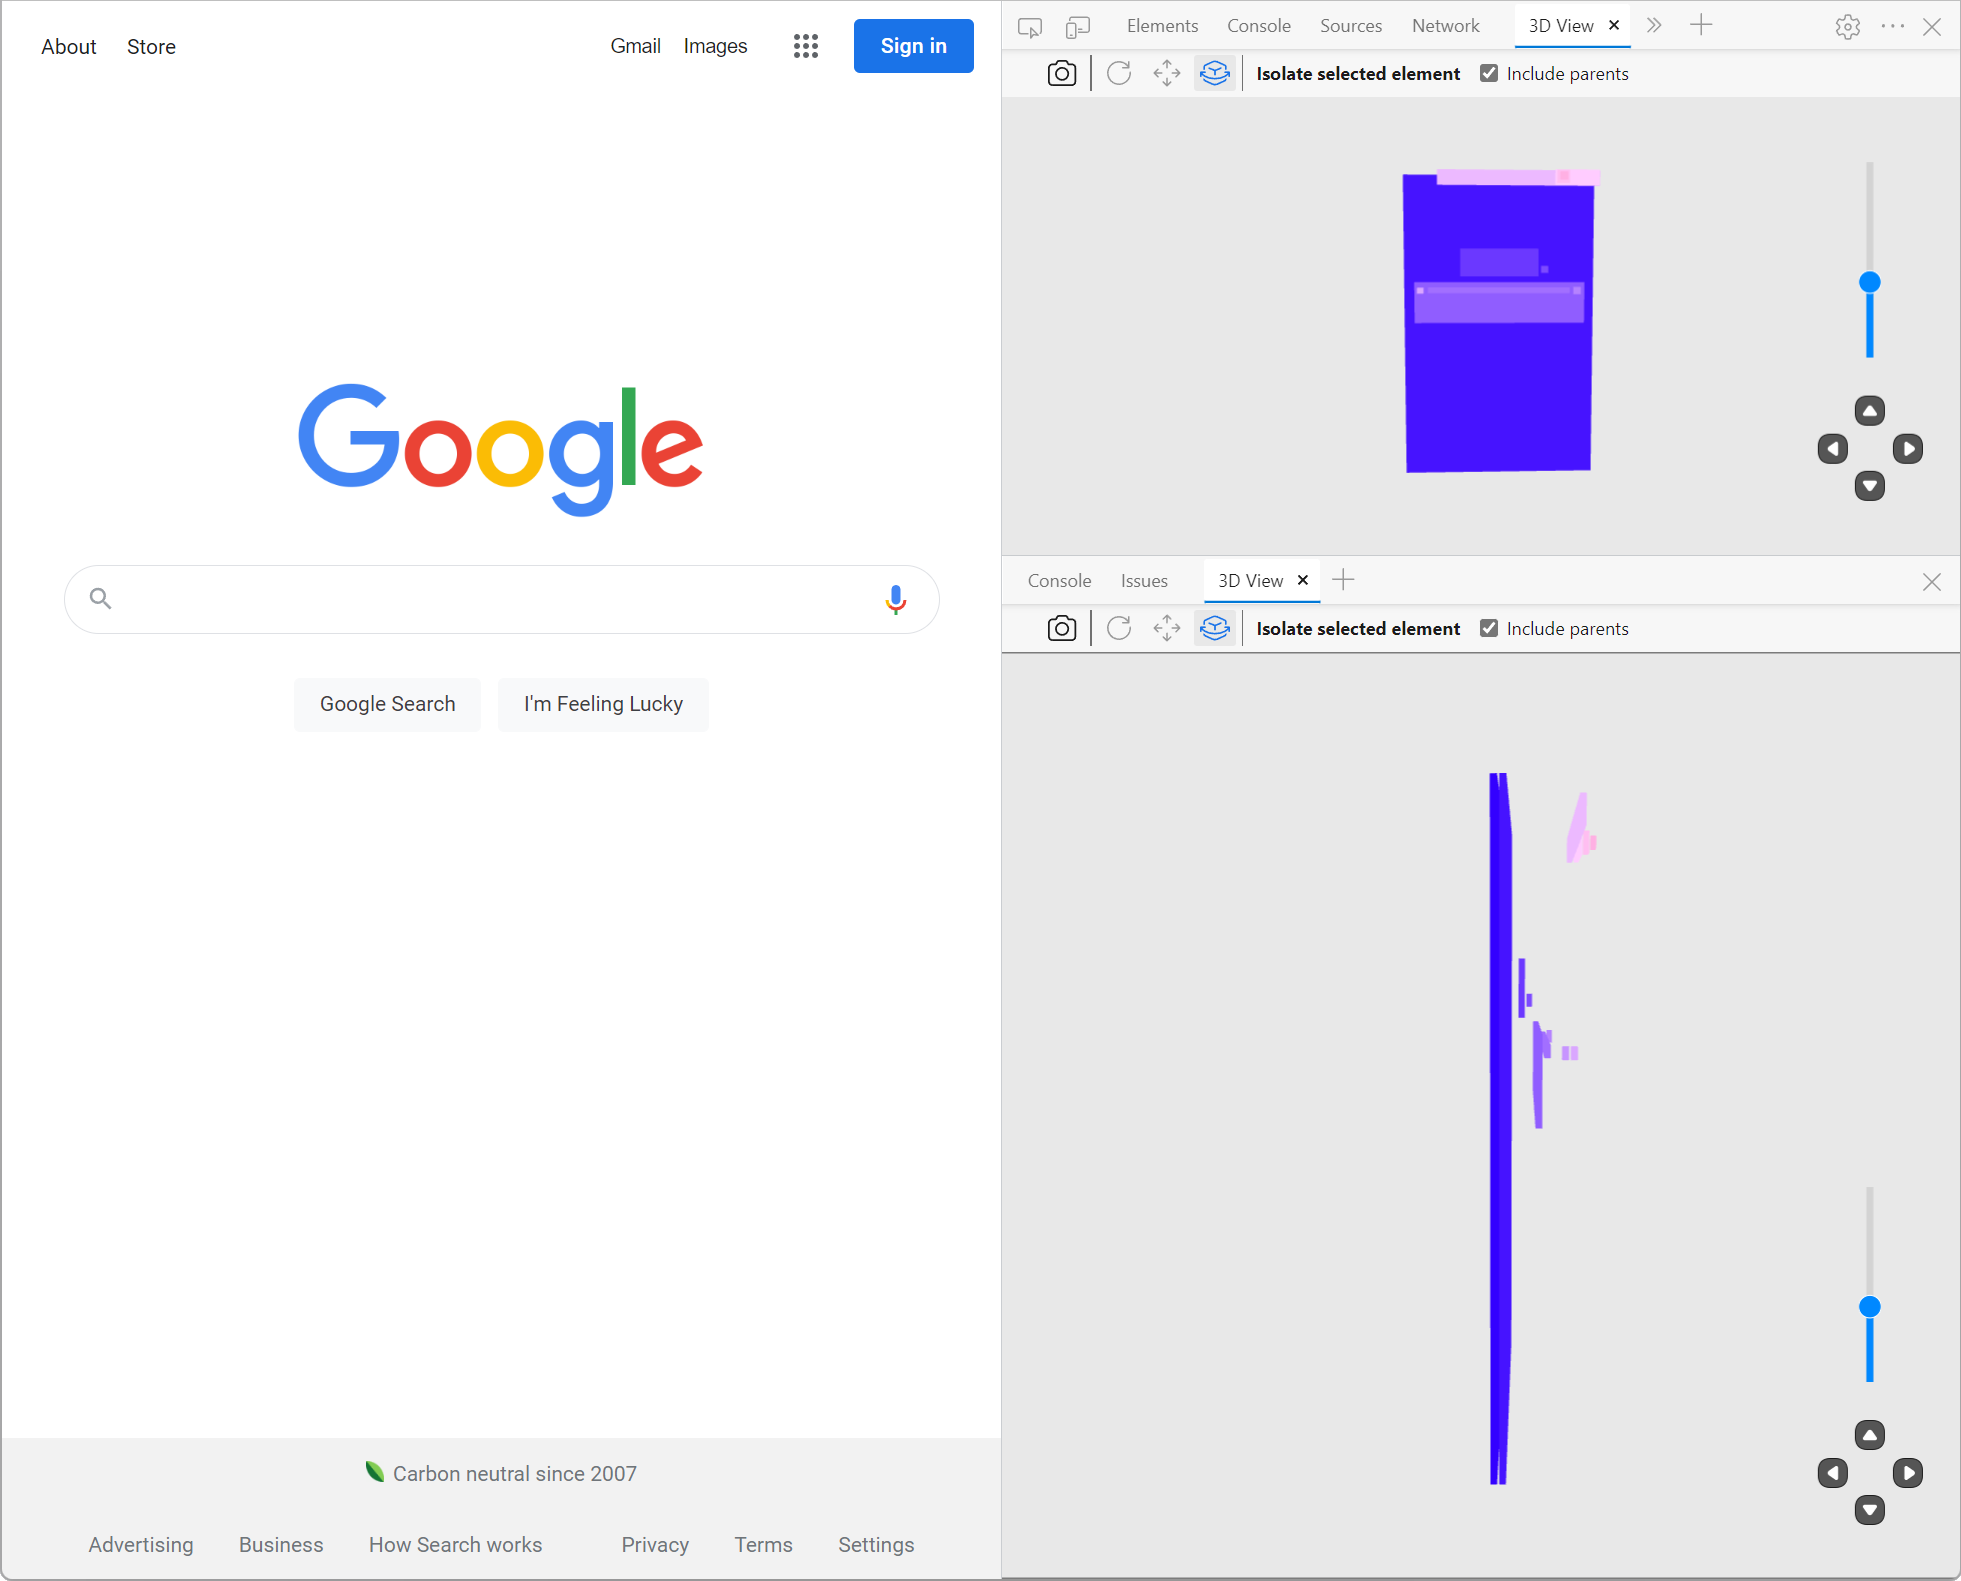 About Store Gmail Images Sign in
Google
Google Search I'm Feeling Lucky
Carbon neutral since 2007
Advertising Business How Search works Privacy Terms Settings
Elements Console Sources Network 3D View
Isolate selected element Include parents
Console Issues 3D View
Isolate selected element Include parents